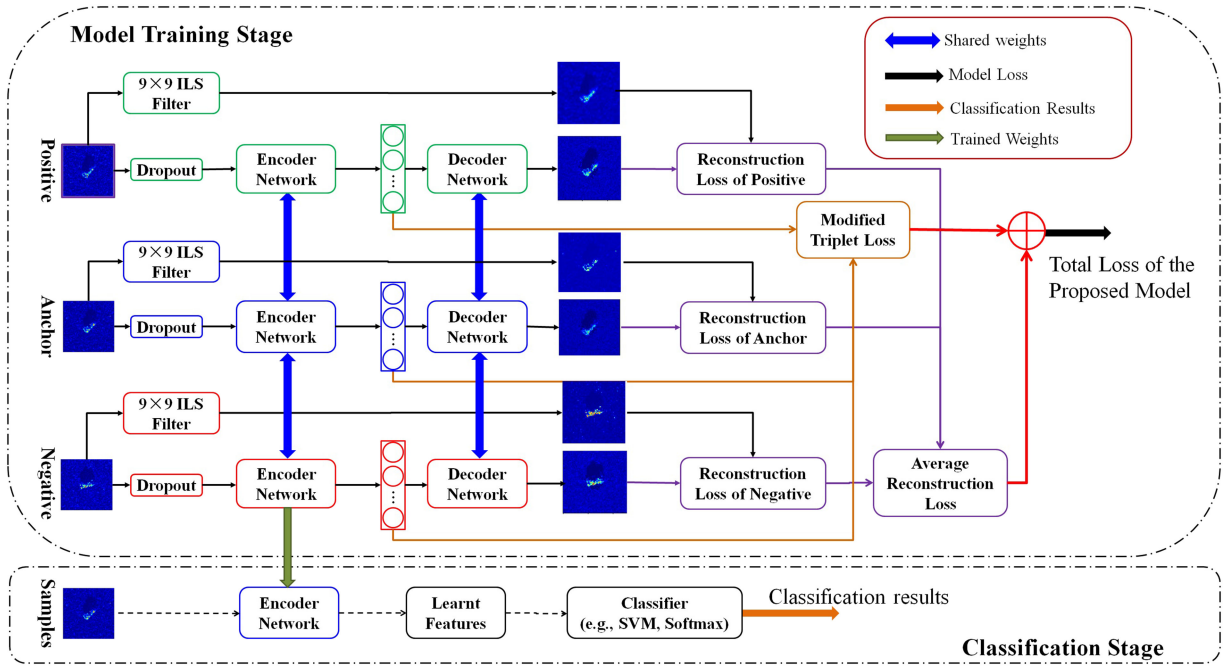 Model Training Stage
Shared weights
Model Loss
Classification Results
Trained Weights
Positive
9×9 ILS
Filter
Dropout
Encoder
Network
Decoder
Network
Reconstruction
Loss of Positive
Modified
Triplet Loss
Total Loss of the
Proposed Model
Anchor
9×9 ILS
Filter
Dropout
Encoder
Network
Decoder
Network
Reconstruction
Loss of Anchor
Negative
9×9 ILS
Filter
Dropout
Encoder
Network
Decoder
Network
Reconstruction
Loss of Negative
Average
Reconstruction
Loss
Samples
Encoder
Network
Learnt
Features
Classifier
(e.g., SVM, Softmax)
Classification results
Classification Stage